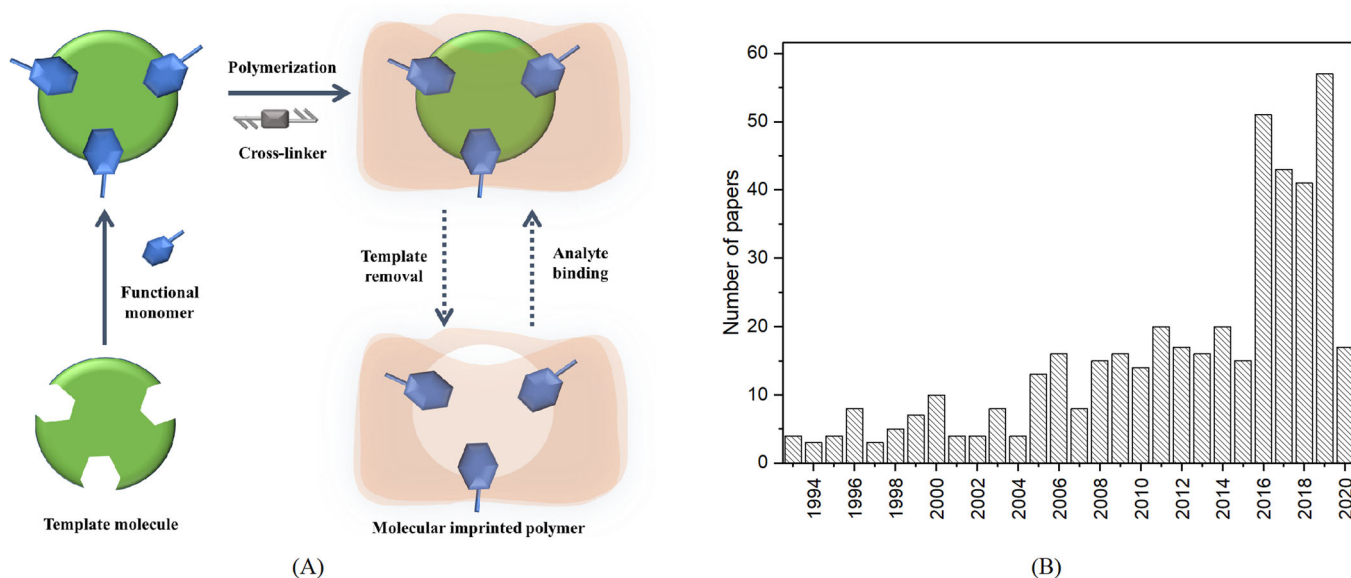 Polymerization
Cross-linker
Functional
monomer
Template
removal
Analyte
binding
Template molecule
Molecular imprinted polymer
(A)
Number of papers
60
50
40
30
20
10
0
1994
1996
1998
2000
2002
2004
2006
2008
2010
2012
2014
2016
2018
2020
(B)